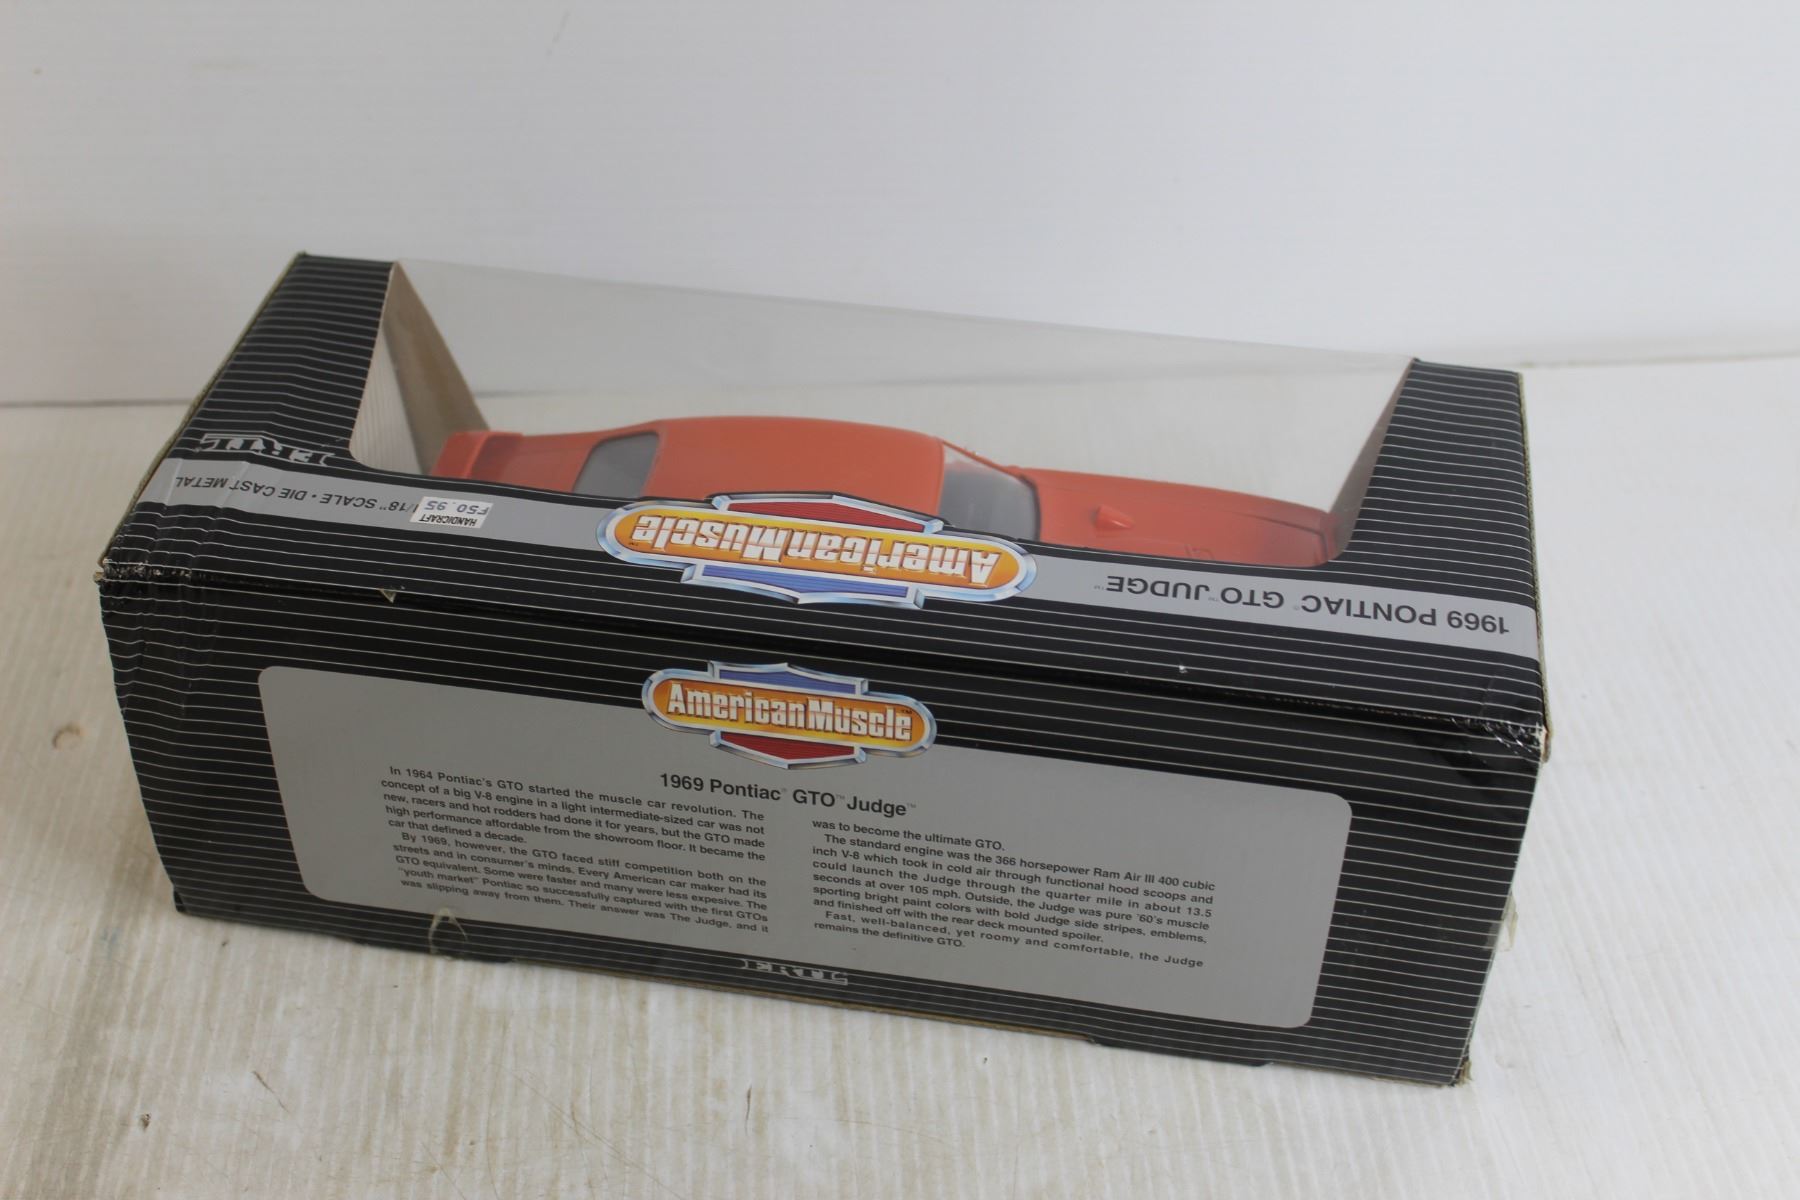 ERTL
1/18" SCALE • DIE CAST METAL
HANDICRAFT
F50.95
AmericanMuscle™
1969 PONTIAC® GTO™ JUDGE™
AmericanMuscle™
1969 Pontiac® GTO™ Judge™
In 1964 Pontiac's GTO started the muscle car revolution. The
concept of a big V-8 engine in a light intermediate-sized car was not
new, racers and hot rodders had done it for years, but the GTO made
high performance affordable from the showroom floor. It became the
car that defined a decade.
By 1969, however, the GTO faced stiff competition both on the
streets and in consumer's minds. Every American car maker had its
GTO equivalent. Some were faster and many were less expesive. The
"youth market" Pontiac so successfully captured with the first GTOs
was slipping away from them. Their answer was The Judge, and it
was to become the ultimate GTO.
The standard engine was the 366 horsepower Ram Air III 400 cubic
inch V-8 which took in cold air through functional hood scoops and
could launch the Judge through the quarter mile in about 13.5
seconds at over 105 mph. Outside, the Judge was pure '60's muscle
sporting bright paint colors with bold Judge side stripes, emblems,
and finished off with the rear deck mounted spoiler.
Fast, well-balanced, yet roomy and comfortable, the Judge
remains the definitive GTO.
ERTL